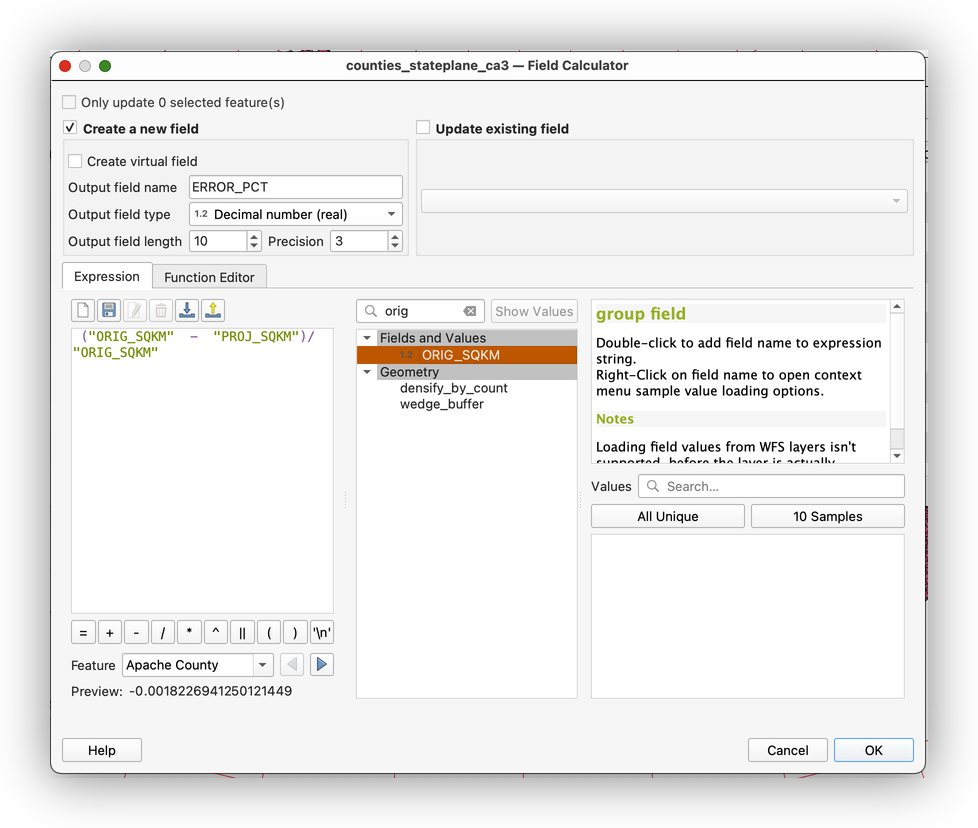 counties_stateplane_ca3 — Field Calculator
Only update 0 selected feature(s)
Create a new field
Update existing field
Create virtual field
Output field name ERROR_PCT
Output field type 1.2 Decimal number (real)
Output field length 10 Precision 3
Expression Function Editor
orig Show Values
("ORIG_SQKM" - "PROJ_SQKM")/
"ORIG_SQKM"
Fields and Values
1.2 ORIG_SQKM
Geometry
densify_by_count
wedge_buffer
group field
Double-click to add field name to expression
string.
Right-Click on field name to open context
menu sample value loading options.
Notes
Loading field values from WFS layers isn't
supported, before the layer is actually
Values Search...
All Unique 10 Samples
= + - / * ^ || ( ) '\n'
Feature Apache County
Preview: -0.0018226941250121449
Help Cancel OK